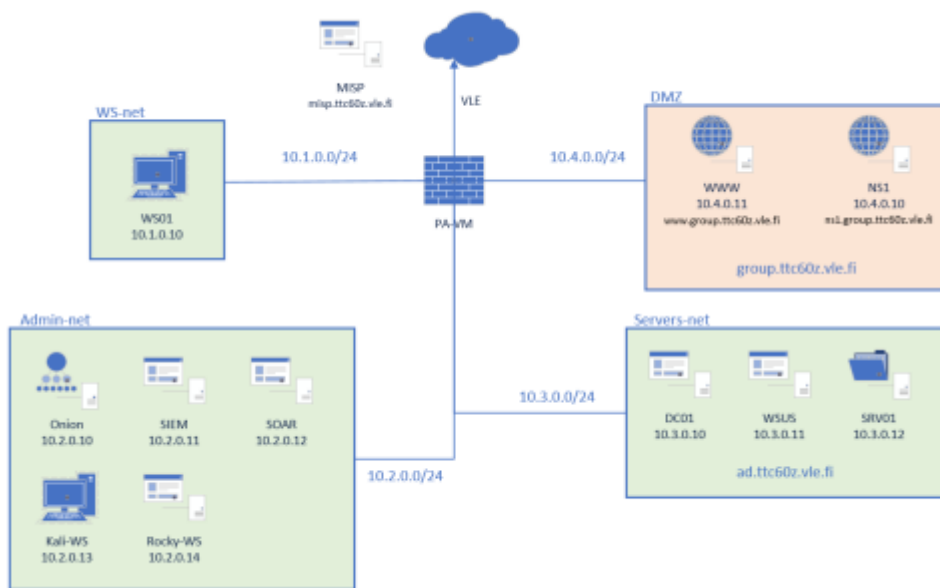 MISP
misp.ttc60z.vle.fi
VLE
WS-net
10.1.0.0/24
WS01
10.1.0.10
PA-VM
10.4.0.0/24
DMZ
WWW
10.4.0.11
www.group.ttc60z.vle.fi
NS1
10.4.0.10
ns1.group.ttc60z.vle.fi
group.ttc60z.vle.fi
Admin-net
Onion
10.2.0.10
SIEM
10.2.0.11
SOAR
10.2.0.12
Kali-WS
10.2.0.13
Rocky-WS
10.2.0.14
10.2.0.0/24
10.3.0.0/24
Servers-net
DC01
10.3.0.10
WSUS
10.3.0.11
SRV01
10.3.0.12
ad.ttc60z.vle.fi